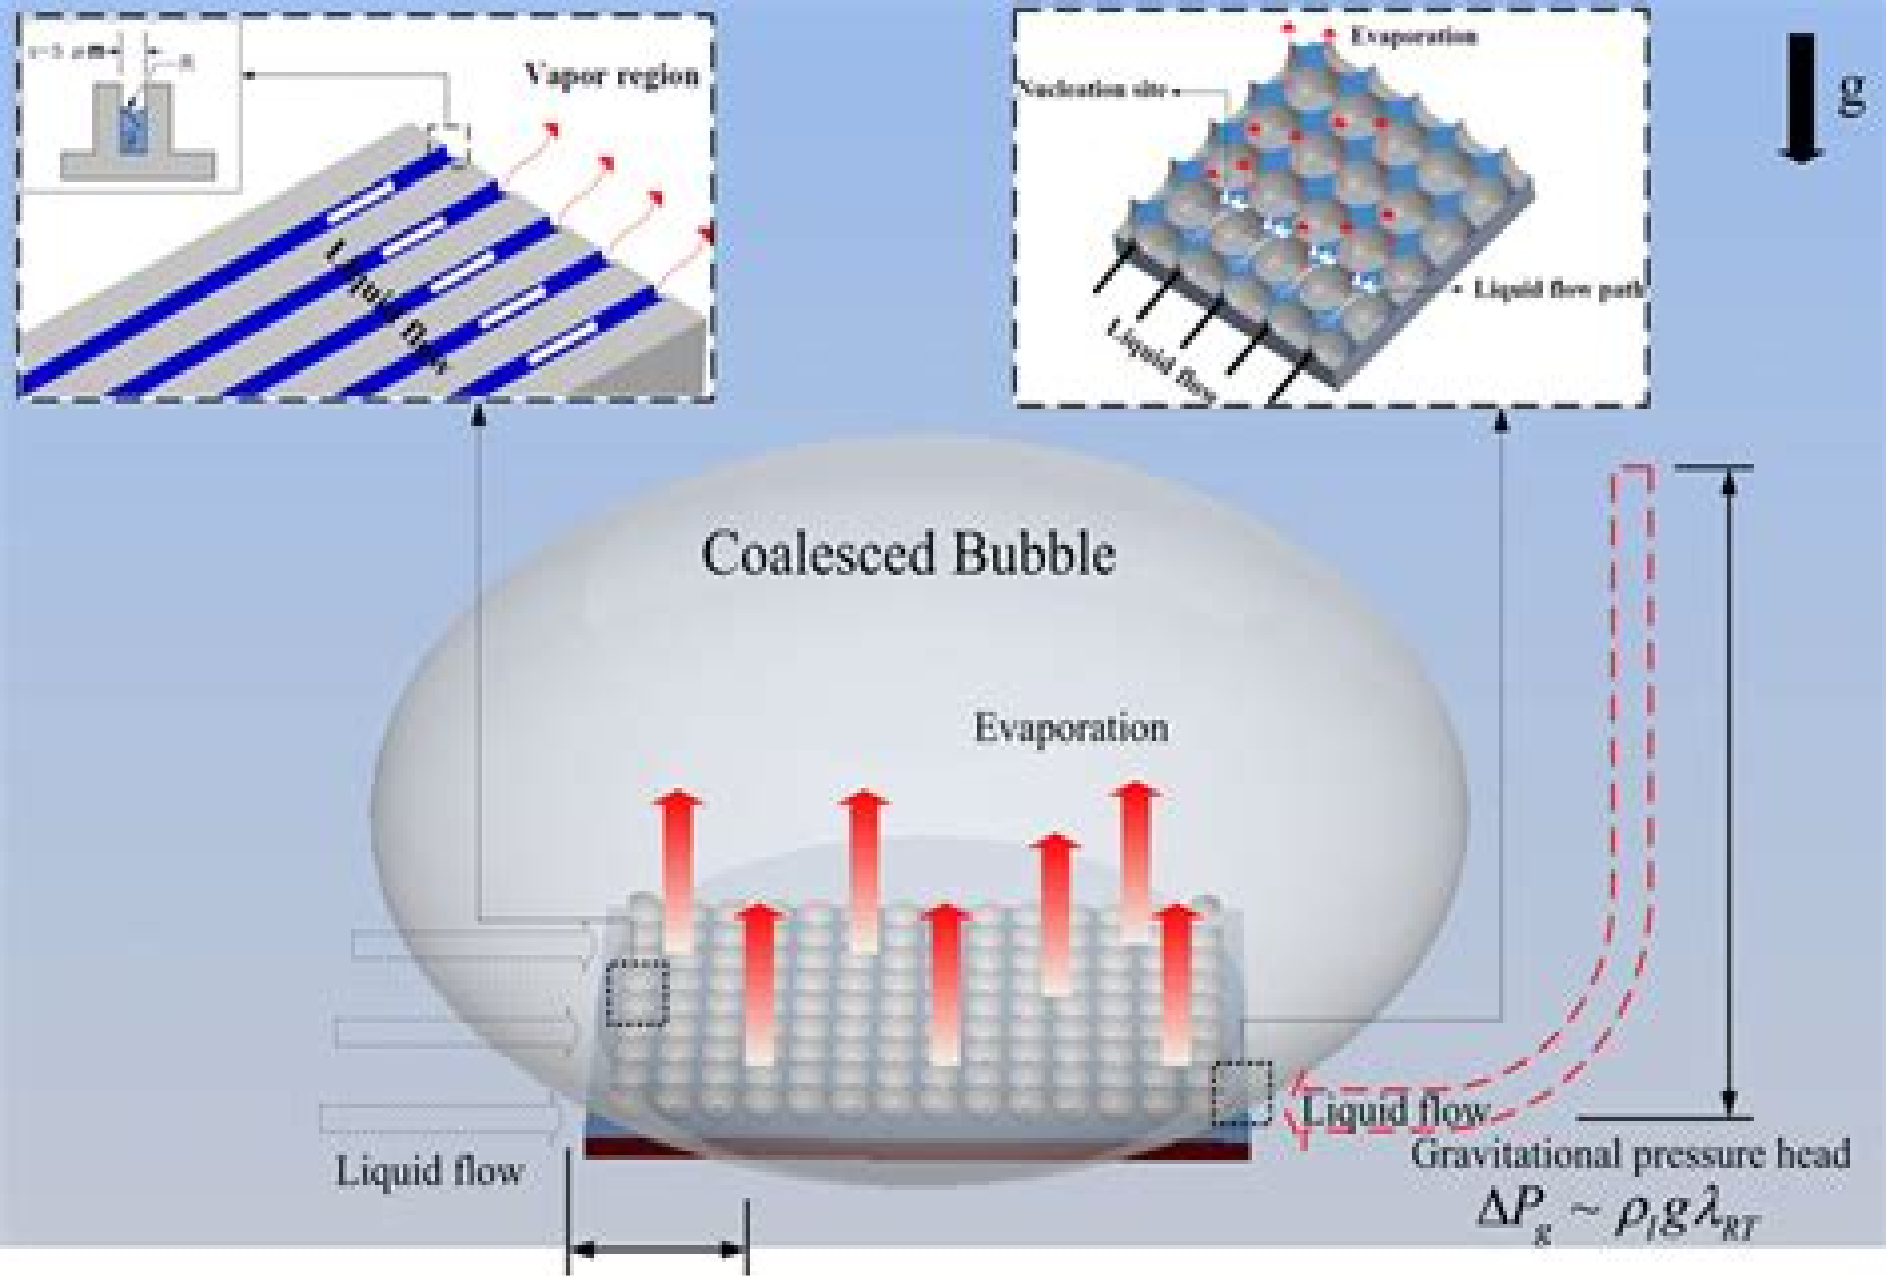 Vapor region
Liquid flow
Evaporation
Nucleation site
Liquid flow path
Liquid flow
g
Coalesced Bubble
Evaporation
Liquid flow
Liquid flow
Gravitational pressure head
ΔP_g ~ ρ_l g λ_RT